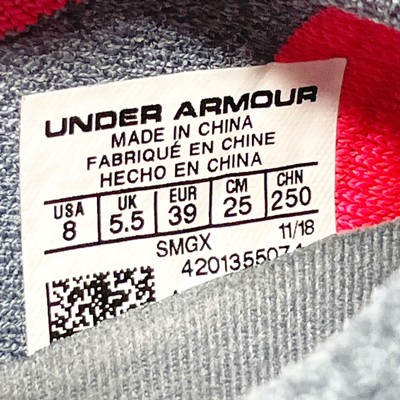 UNDER ARMOUR
MADE IN CHINA
FABRIQUÉ EN CHINE
HECHO EN CHINA
USA UK EUR CM CHN
8 5.5 39 25 250
SMGX 11/18